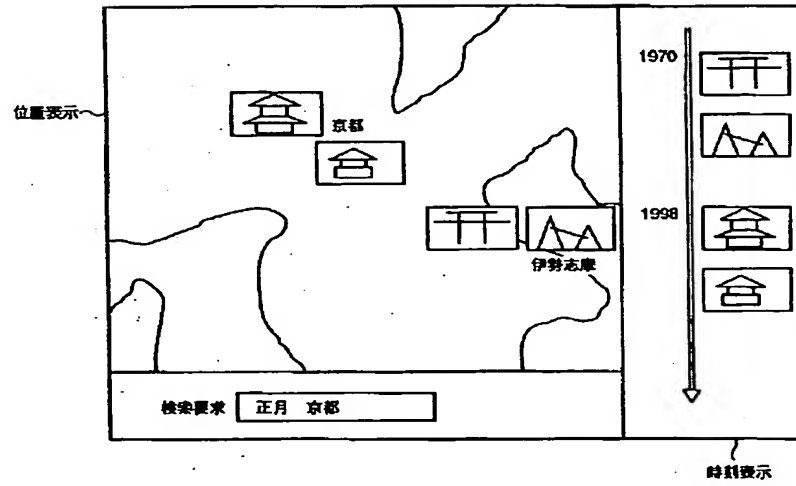 位置表示
京都
伊勢志摩
1970
1998
検索要求 正月 京都
時刻表示